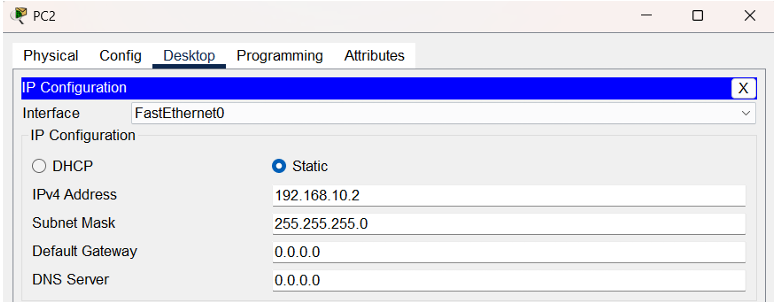 PC2
Physical Config Desktop Programming Attributes
IP Configuration X
Interface FastEthernet0
IP Configuration
DHCP Static
IPv4 Address 192.168.10.2
Subnet Mask 255.255.255.0
Default Gateway 0.0.0.0
DNS Server 0.0.0.0